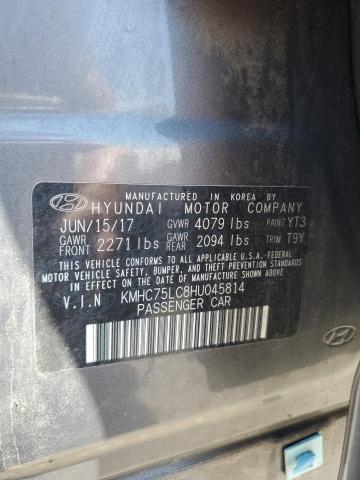 MANUFACTURED IN KOREA BY
HYUNDAI MOTOR COMPANY
JUN/15/17 GVWR 4079 lbs PAINT YT3
GAWR FRONT 2271 lbs GAWR REAR 2094 lbs TRIM T9Y
THIS VEHICLE CONFORMS TO ALL APPLICABLE U.S.A.-FEDERAL
MOTOR VEHICLE SAFETY, BUMPER, AND THEFT PREVENTION
STANDARDS IN EFFECT ON THE DATE OF MANUFACTURE SHOWN ABOVE.
V.I.N KMHC75LC8HU045814
PASSENGER CAR